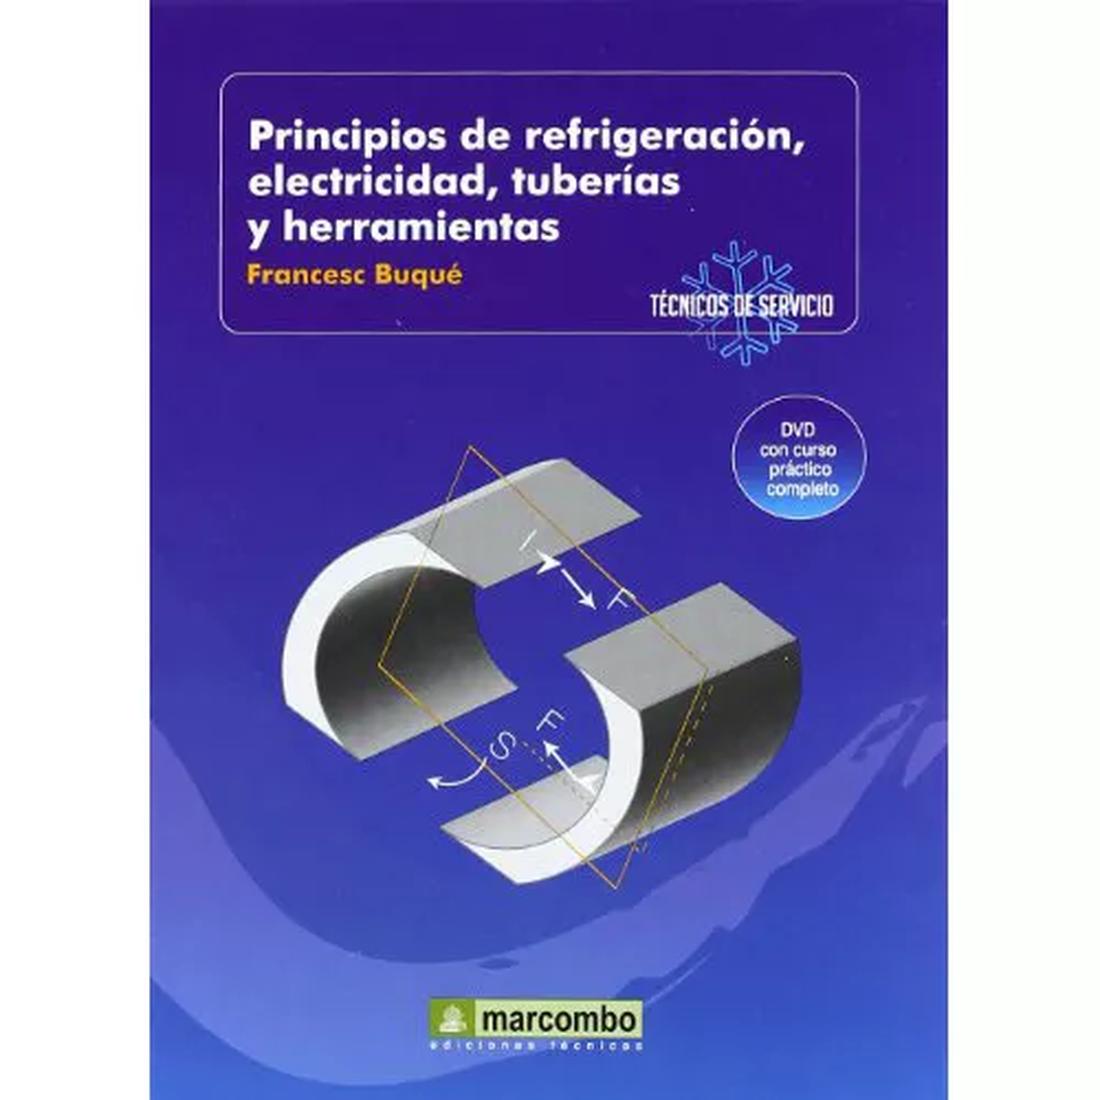 Principios de refrigeración,
electricidad, tuberías
y herramientas
Francesc Buqué
TÉCNICOS DE SERVICIO
DVD
con curso
práctico
completo
I
F
F
S
marcombo
ediciones técnicas